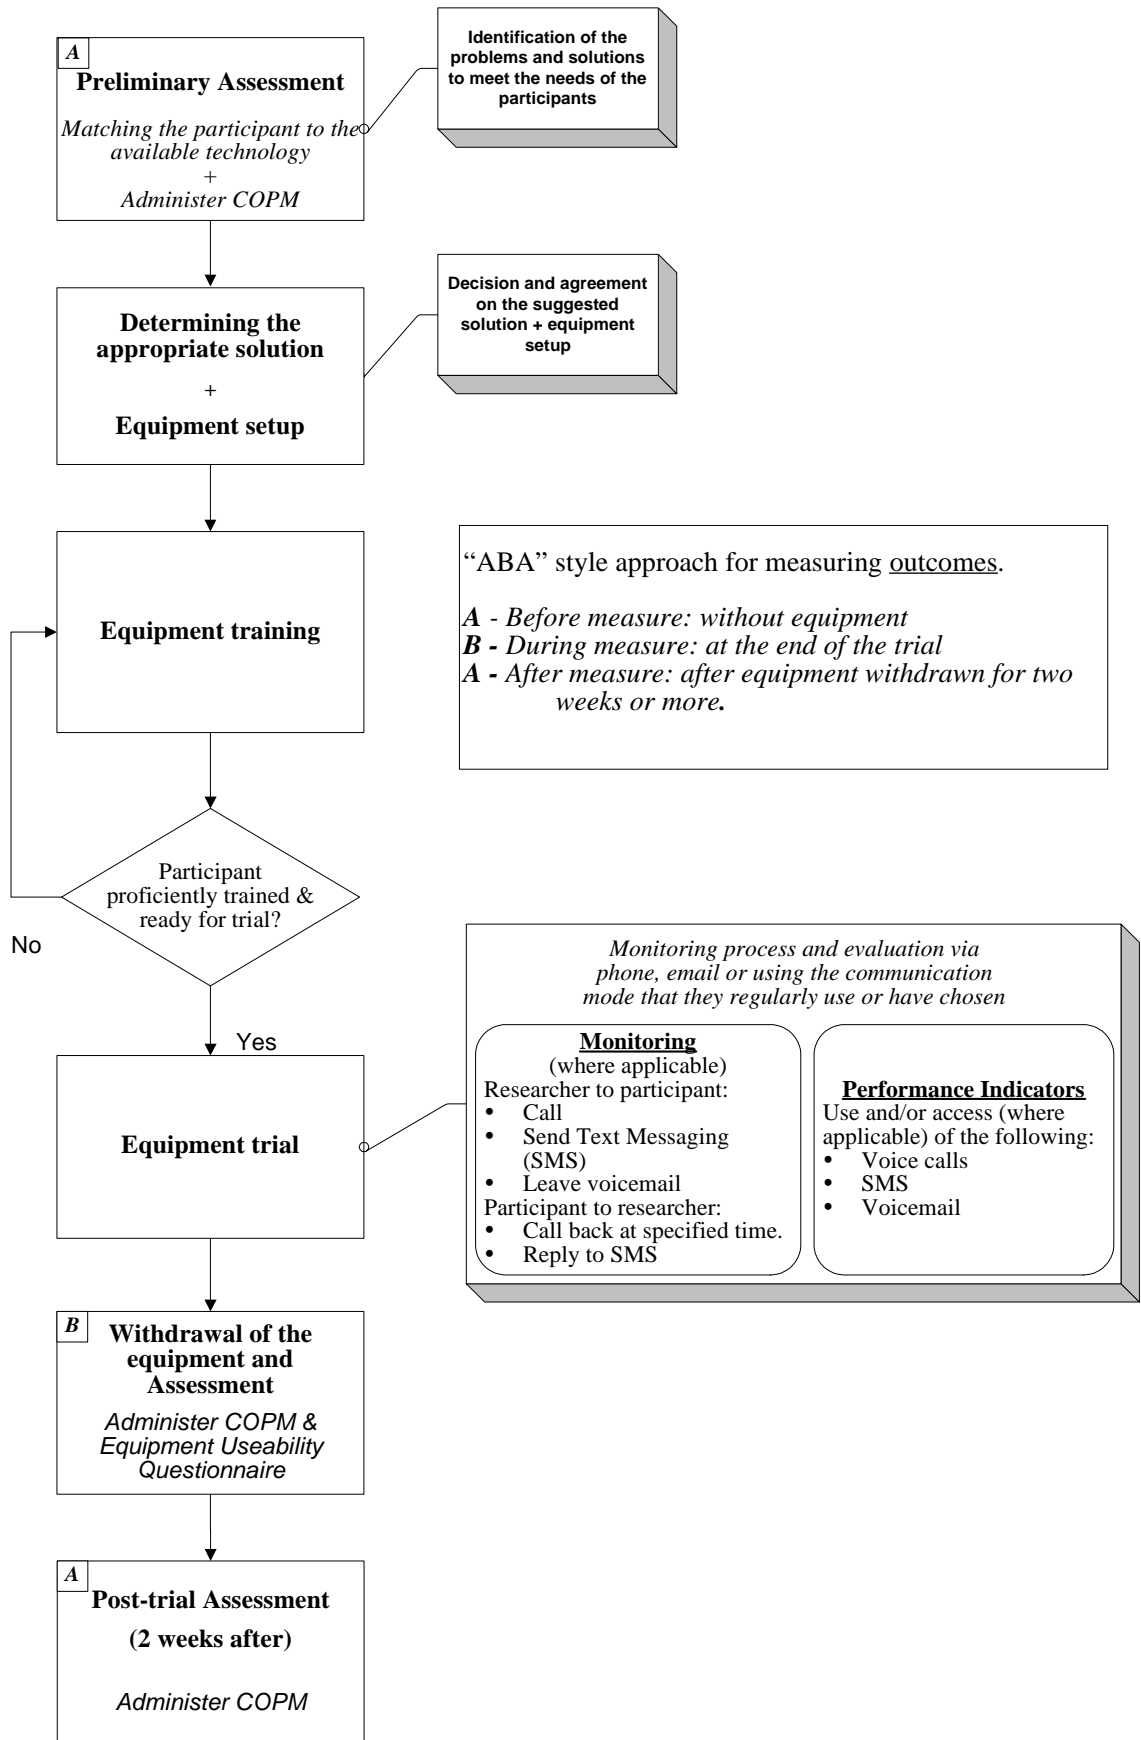 A
Preliminary Assessment
Matching the participant to the
available technology
+
Administer COPM
Identification of the
problems and solutions
to meet the needs of the
participants
Determining the
appropriate solution
+
Equipment setup
Decision and agreement
on the suggested
solution + equipment
setup
Equipment training
“ABA” style approach for measuring outcomes.
A - Before measure: without equipment
B - During measure: at the end of the trial
A - After measure: after equipment withdrawn for two
weeks or more.
Participant
proficiently trained &
ready for trial?
No
Yes
Equipment trial
Monitoring process and evaluation via
phone, email or using the communication
mode that they regularly use or have chosen
Monitoring
(where applicable)
Researcher to participant:
• Call
• Send Text Messaging
(SMS)
• Leave voicemail
Participant to researcher:
• Call back at specified time.
• Reply to SMS
Performance Indicators
Use and/or access (where
applicable) of the following:
• Voice calls
• SMS
• Voicemail
B
Withdrawal of the
equipment and
Assessment
Administer COPM &
Equipment Useability
Questionnaire
A
Post-trial Assessment
(2 weeks after)
Administer COPM